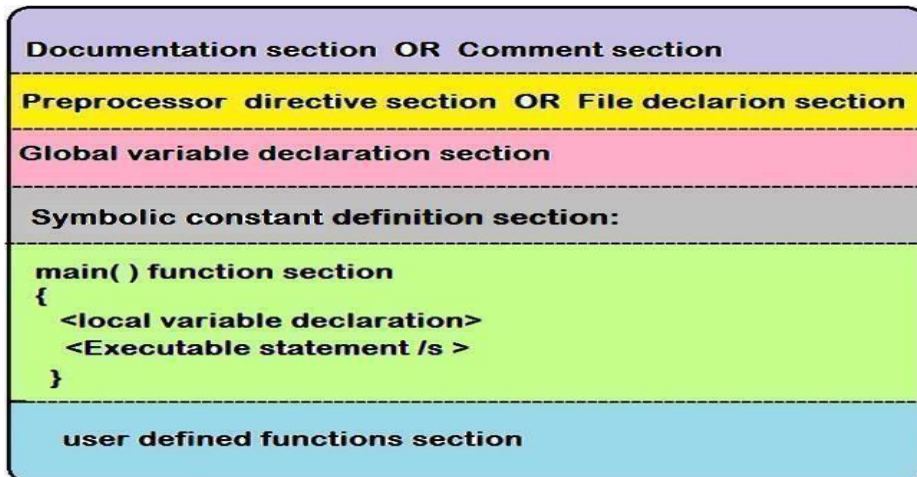 Documentation section OR Comment section
Preprocessor directive section OR File declarion section
Global variable declaration section
Symbolic constant definition section:
main( ) function section
{
<local variable declaration>
<Executable statement /s >
}
user defined functions section